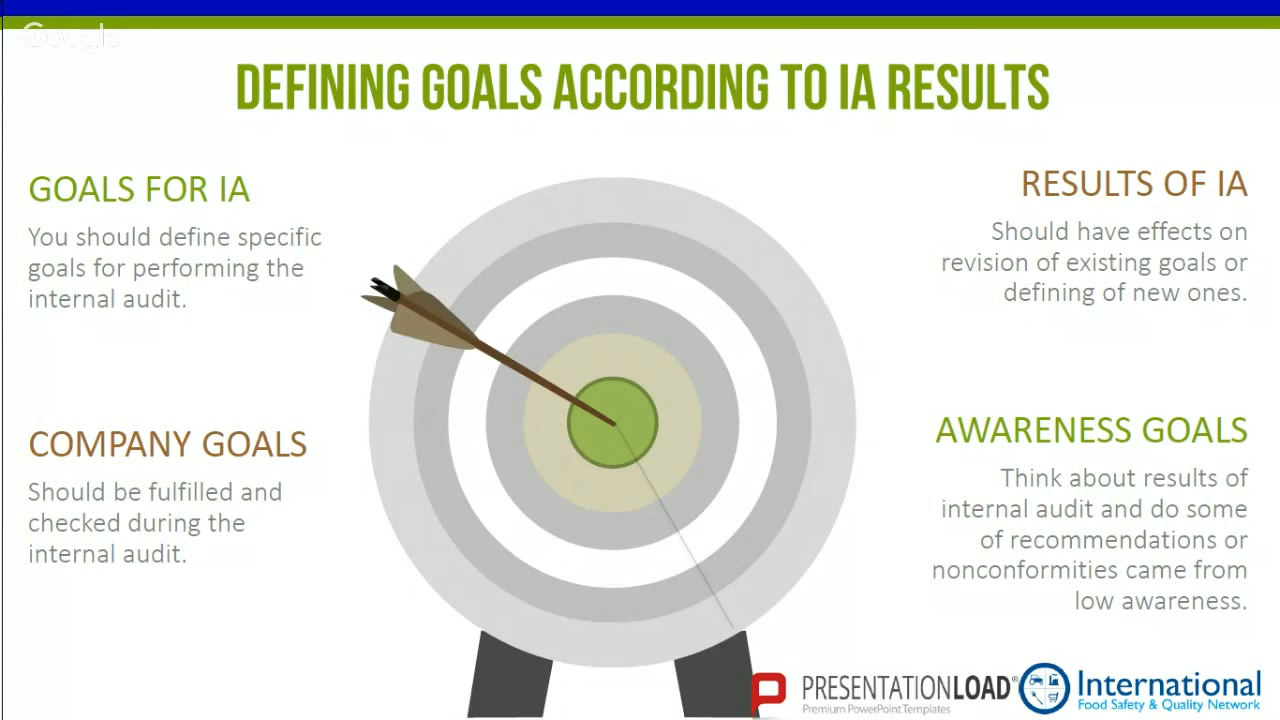 Google
DEFINING GOALS ACCORDING TO IA RESULTS
GOALS FOR IA
You should define specific
goals for performing the
internal audit.
RESULTS OF IA
Should have effects on
revision of existing goals or
defining of new ones.
COMPANY GOALS
Should be fulfilled and
checked during the
internal audit.
AWARENESS GOALS
Think about results of
internal audit and do some
of recommendations or
nonconformities came from
low awareness.
PRESENTATIONLOAD®
Premium PowerPoint Templates
International
Food Safety & Quality Network